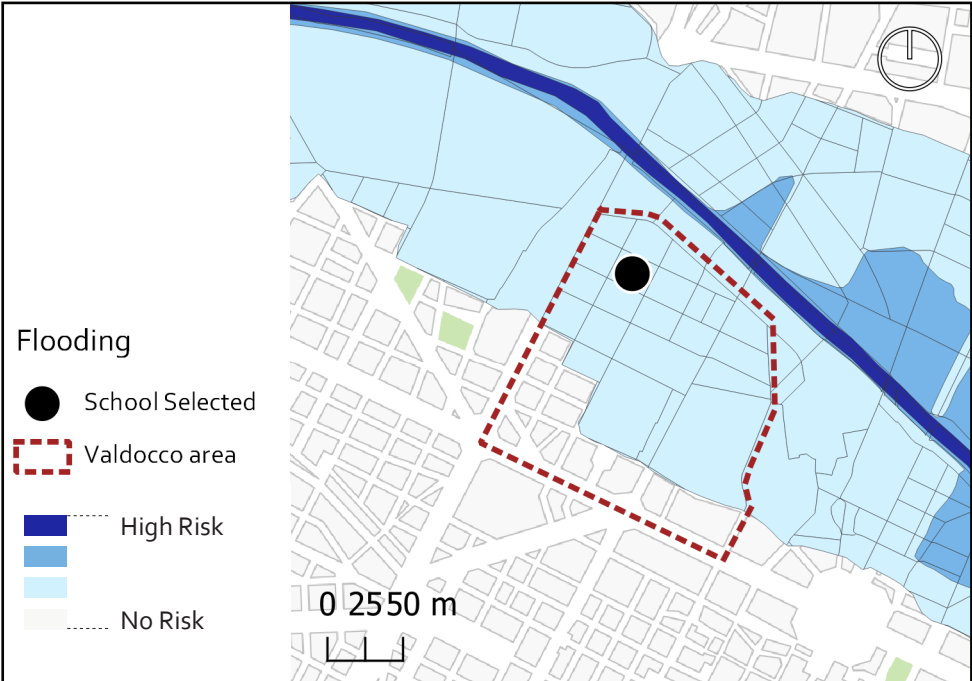 Flooding
School Selected
Valdocco area
High Risk
No Risk
0 2550 m